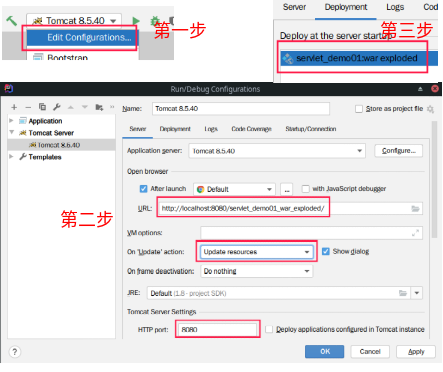 Tomcat 8.5.40
Edit Configurations...
Bootstrap
第一步
Server Deployment Logs Cod
第三步
Deploy at the server startup
servlet_demo01:war exploded
Run/Debug Configurations
Application
Tomcat Server
Tomcat 8.5.40
Templates
第二步
Name: Tomcat 8.5.40
Store as project file
Server Deployment Logs Code Coverage Startup/Connection
Application server: Tomcat 8.5.40 Configure...
Open browser
After launch Default ... with JavaScript debugger
URL: http://localhost:8080/servlet_demo01_war_exploded/
VM options:
On 'Update' action: Update resources Show dialog
On frame deactivation: Do nothing
JRE: Default (1.8 - project SDK)
Tomcat Server Settings
HTTP port: 8080 Deploy applications configured in Tomcat instance
? OK Cancel Apply